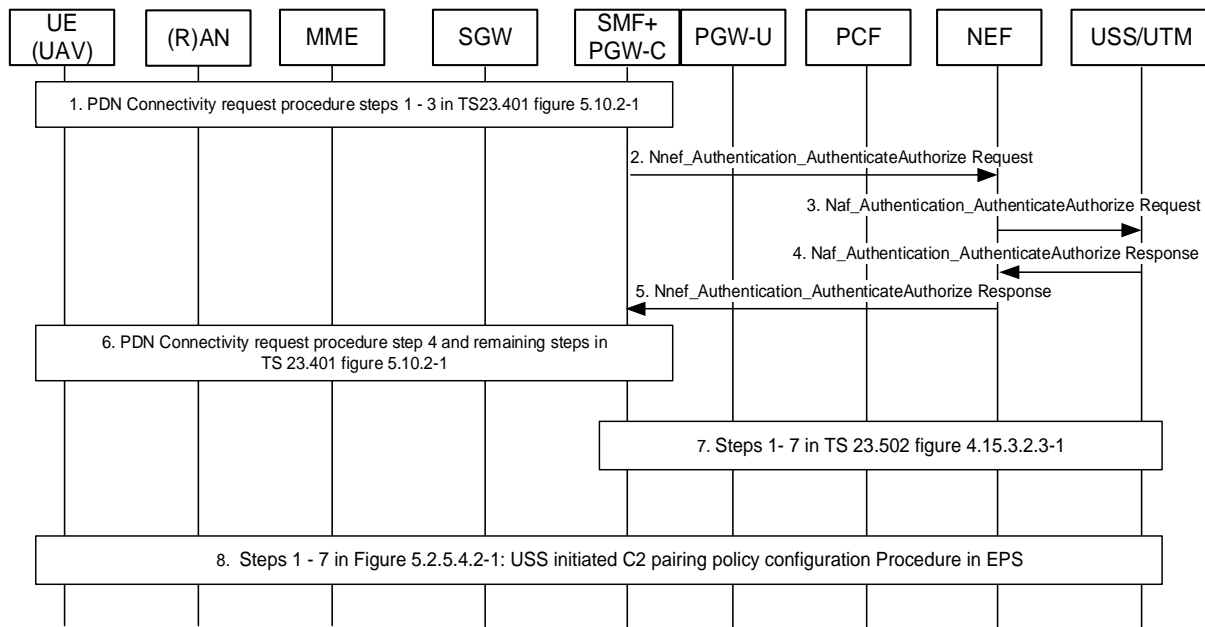 UE
(UAV)
(R)AN
MME
SGW
SMF+
PGW-C
PGW-U
PCF
NEF
USS/UTM
1. PDN Connectivity request procedure steps 1 - 3 in TS23.401 figure 5.10.2-1
2. Nnef_Authentication_AuthenticateAuthorize Request
3. Naf_Authentication_AuthenticateAuthorize Request
4. Naf_Authentication_AuthenticateAuthorize Response
5. Nnef_Authentication_AuthenticateAuthorize Response
6. PDN Connectivity request procedure step 4 and remaining steps in
TS 23.401 figure 5.10.2-1
7. Steps 1- 7 in TS 23.502 figure 4.15.3.2.3-1
8. Steps 1 - 7 in Figure 5.2.5.4.2-1: USS initiated C2 pairing policy configuration Procedure in EPS